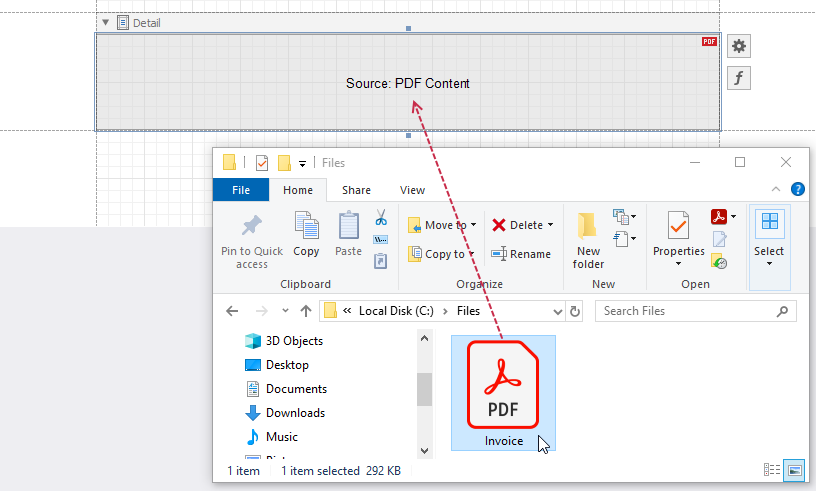 Detail
PDF
Source: PDF Content
Files
File Home Share View
Pin to Quick access
Copy
Paste
Move to
Copy to
Delete
Rename
New folder
Properties
Select
Clipboard Organize New Open
« Local Disk (C:) › Files
Search Files
3D Objects
Desktop
Documents
Downloads
Music
PDF
Invoice
1 item 1 item selected 292 KB